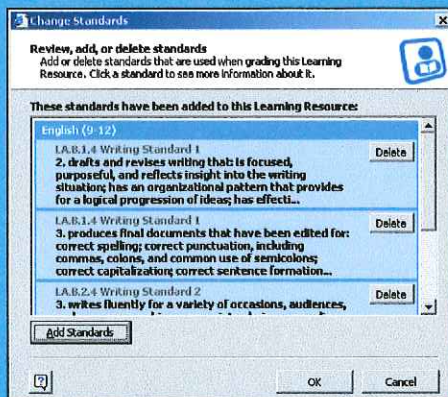 Change Standards
Review, add, or delete standards
Add or delete standards that are used when grading this Learning
Resource. Click a standard to see more information about it.
These standards have been added to this Learning Resource:
English (9-12)
LA.B.1.4 Writing Standard 1
Delete
2. drafts and revises writing that: is focused,
purposeful, and reflects insight into the writing
situation; has an organizational pattern that provides
for a logical progression of ideas; has effecti...
LA.B.1.4 Writing Standard 1
Delete
3. produces final documents that have been edited for:
correct spelling; correct punctuation, including
commas, colons, and common use of semicolons;
correct capitalization; correct sentence formation...
LA.B.2.4 Writing Standard 2
Delete
3. writes fluently for a variety of occasions, audiences,
Add Standards
?
OK
Cancel